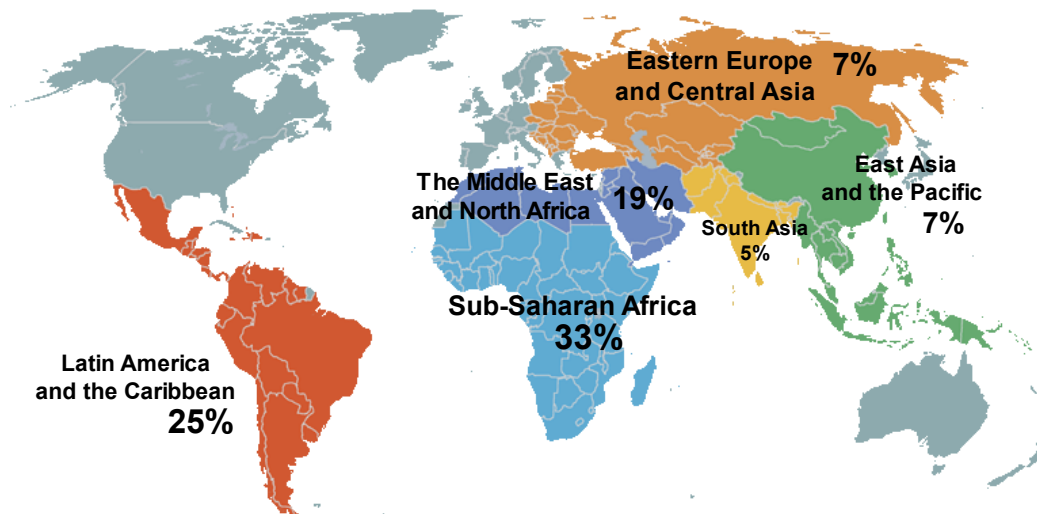 Eastern Europe 7%
and Central Asia
The Middle East
and North Africa
19%
East Asia
and the Pacific
7%
South Asia
5%
Sub-Saharan Africa
33%
Latin America
and the Caribbean
25%